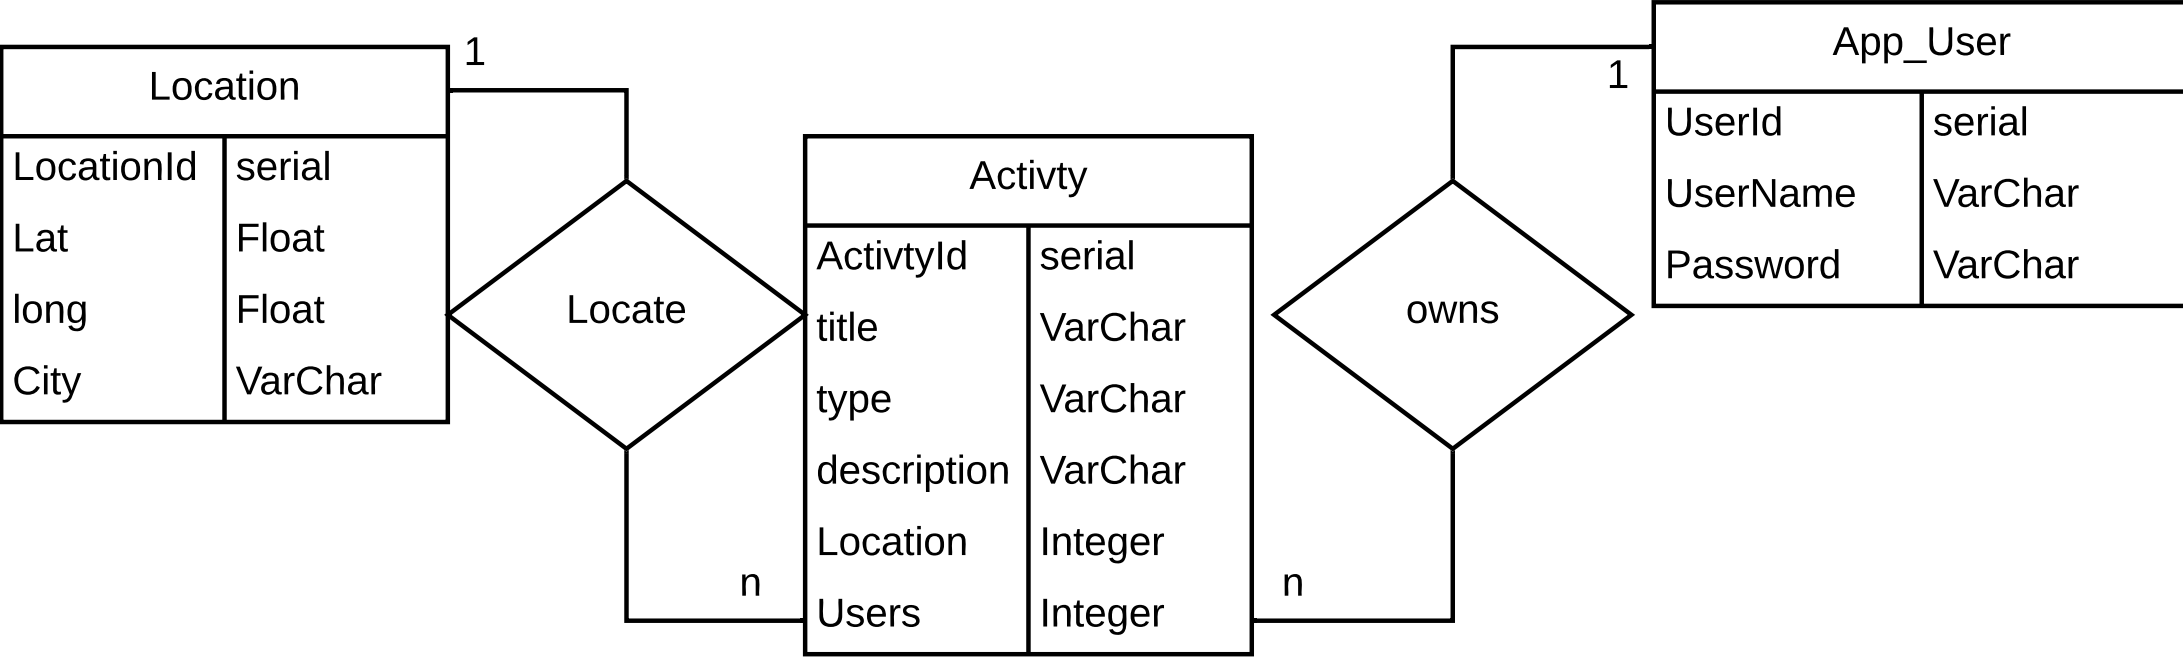 Location
LocationId serial
Lat Float
long Float
City VarChar
1
Locate
n
Activty
ActivtyId serial
title VarChar
type VarChar
description VarChar
Location Integer
Users Integer
n
owns
1
App_User
UserId serial
UserName VarChar
Password VarChar